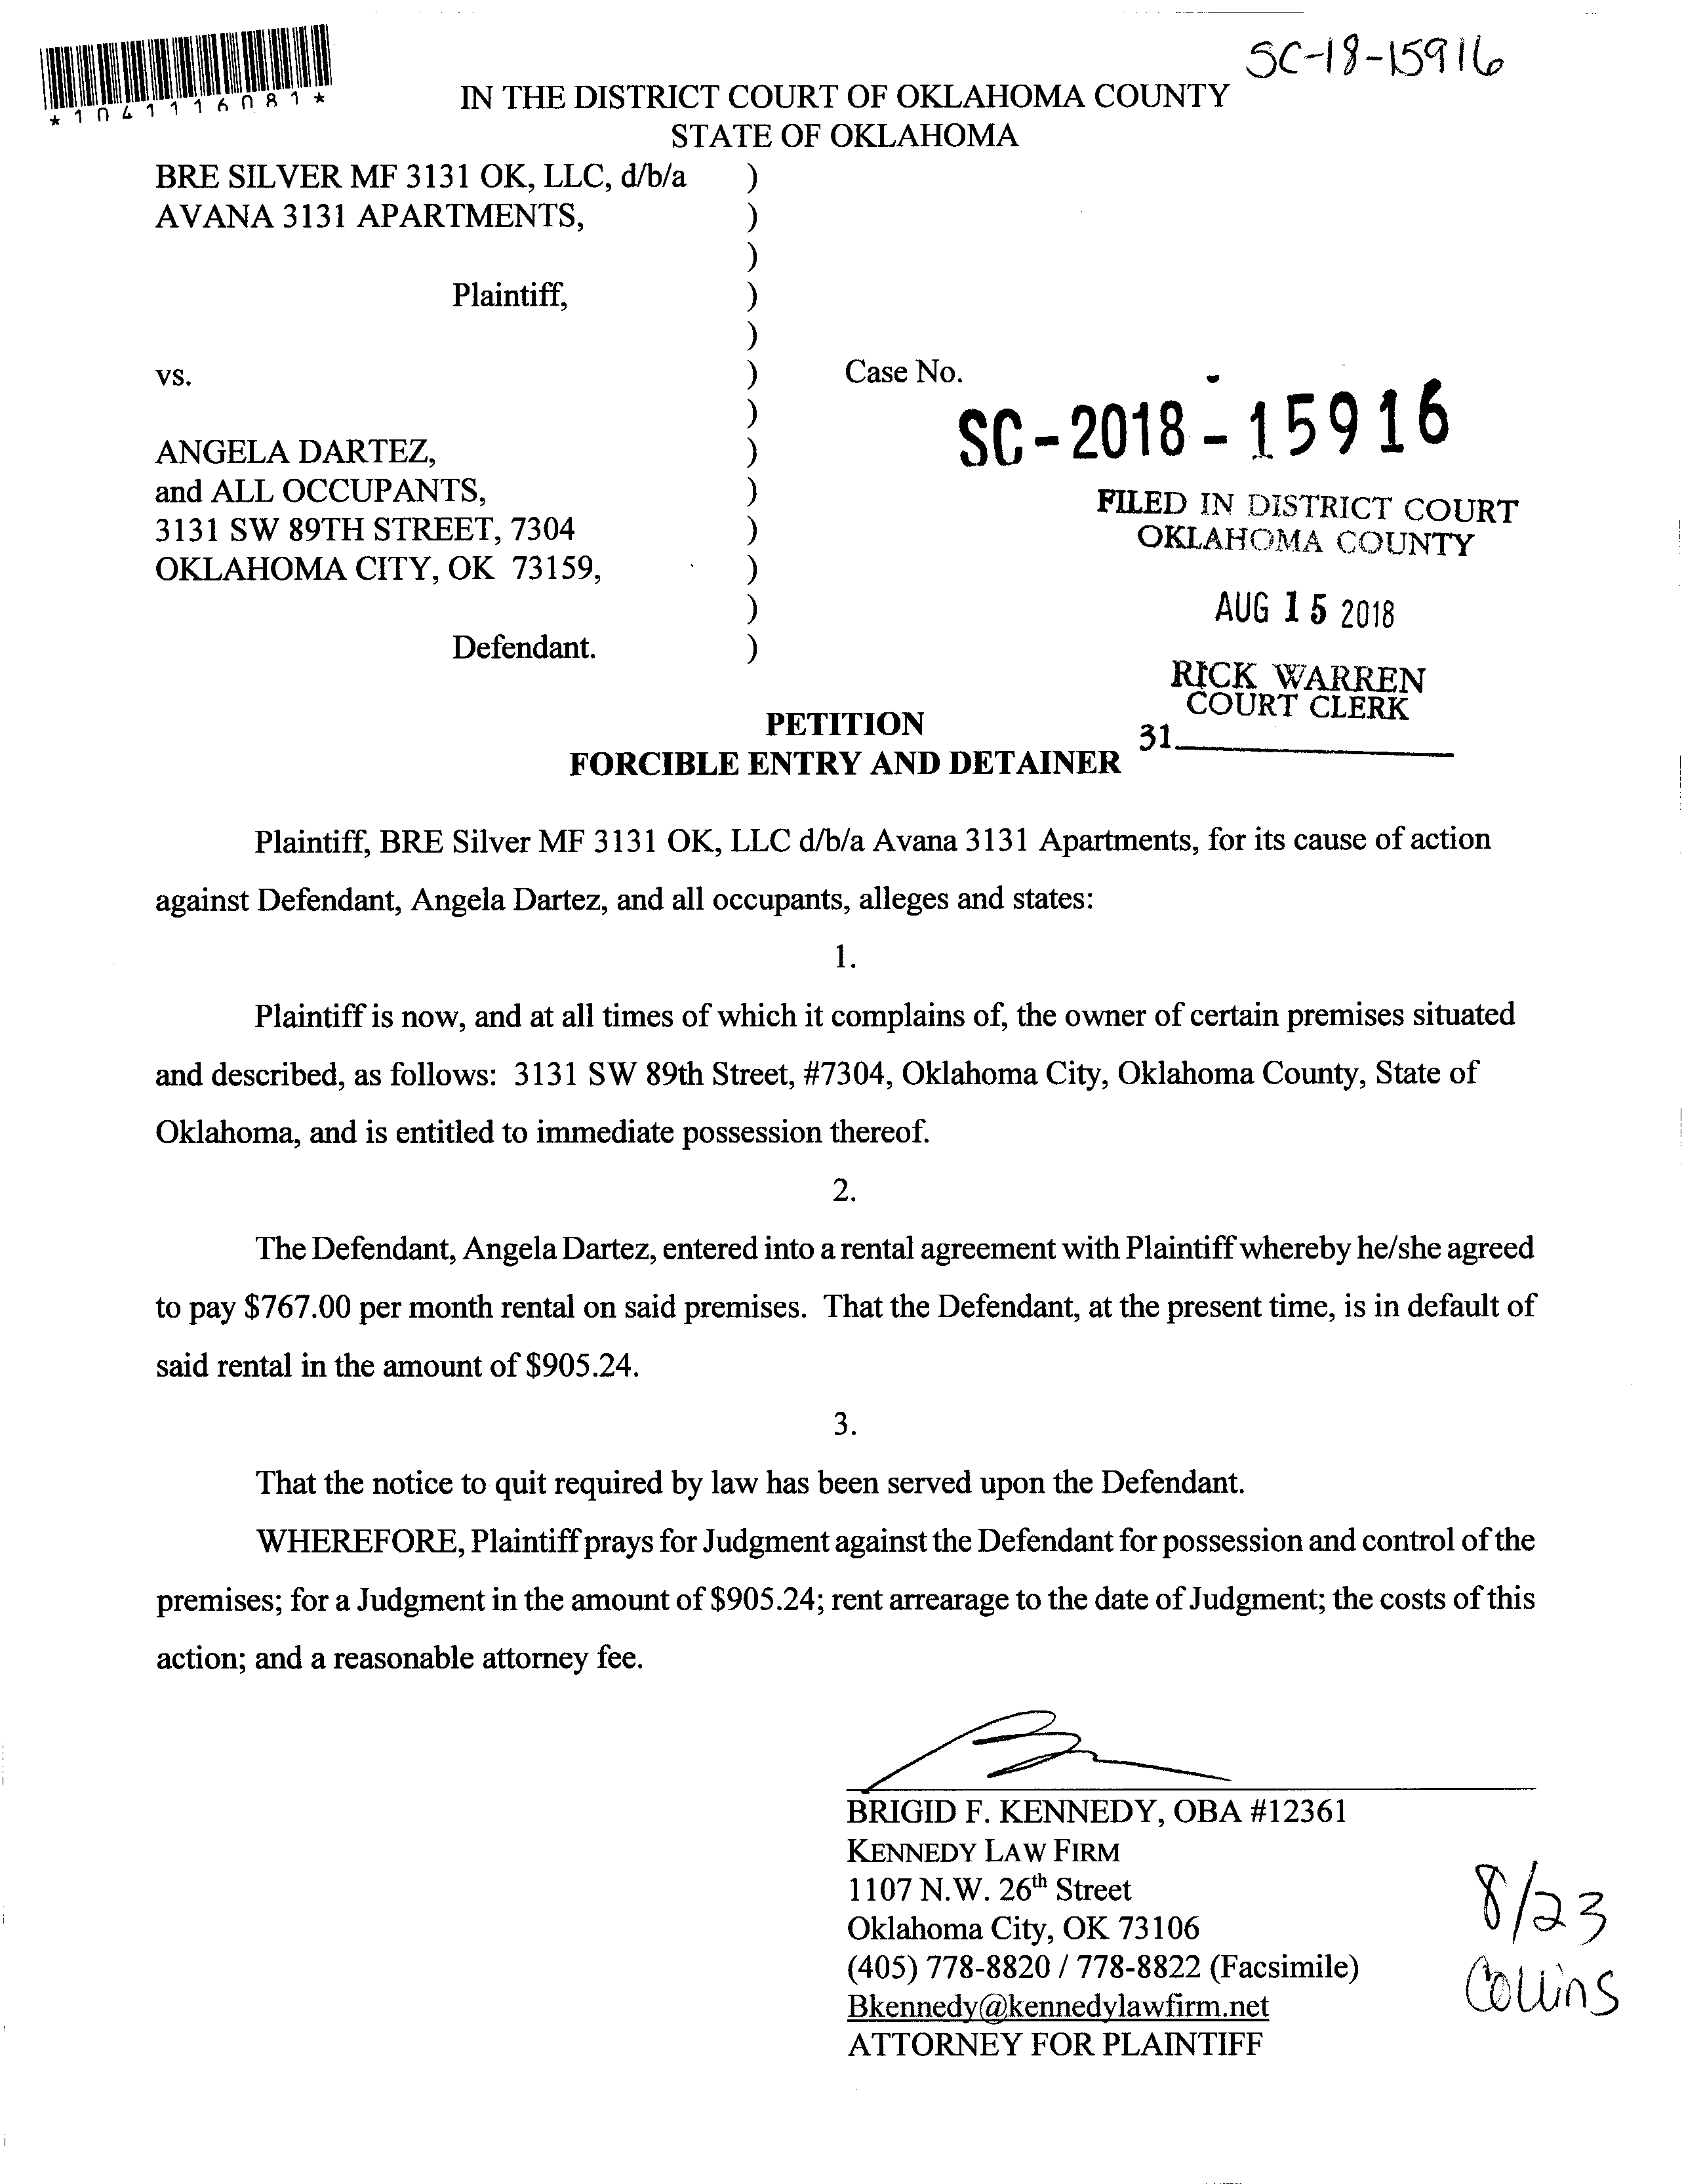 SC-18-15916
*1041116081*
IN THE DISTRICT COURT OF OKLAHOMA COUNTY
STATE OF OKLAHOMA
BRE SILVER MF 3131 OK, LLC, d/b/a )
AVANA 3131 APARTMENTS, )
)
Plaintiff, )
)
vs. ) Case No.
)
SC-2018-15916
ANGELA DARTEZ, )
and ALL OCCUPANTS, )
3131 SW 89TH STREET, 7304 )
OKLAHOMA CITY, OK 73159, )
)
Defendant. )
FILED IN DISTRICT COURT
OKLAHOMA COUNTY
AUG 15 2018
RICK WARREN
COURT CLERK
31
PETITION
FORCIBLE ENTRY AND DETAINER
Plaintiff, BRE Silver MF 3131 OK, LLC d/b/a Avana 3131 Apartments, for its cause of action
against Defendant, Angela Dartez, and all occupants, alleges and states:
1.
Plaintiff is now, and at all times of which it complains of, the owner of certain premises situated
and described, as follows: 3131 SW 89th Street, #7304, Oklahoma City, Oklahoma County, State of
Oklahoma, and is entitled to immediate possession thereof.
2.
The Defendant, Angela Dartez, entered into a rental agreement with Plaintiff whereby he/she agreed
to pay $767.00 per month rental on said premises. That the Defendant, at the present time, is in default of
said rental in the amount of $905.24.
3.
That the notice to quit required by law has been served upon the Defendant.
WHEREFORE, Plaintiff prays for Judgment against the Defendant for possession and control of the
premises; for a Judgment in the amount of $905.24; rent arrearage to the date of Judgment; the costs of this
action; and a reasonable attorney fee.
BRIGID F. KENNEDY, OBA #12361
KENNEDY LAW FIRM
1107 N.W. 26th Street
Oklahoma City, OK 73106
(405) 778-8820 / 778-8822 (Facsimile)
Bkennedy@kennedylawfirm.net
ATTORNEY FOR PLAINTIFF
8/23
Collins